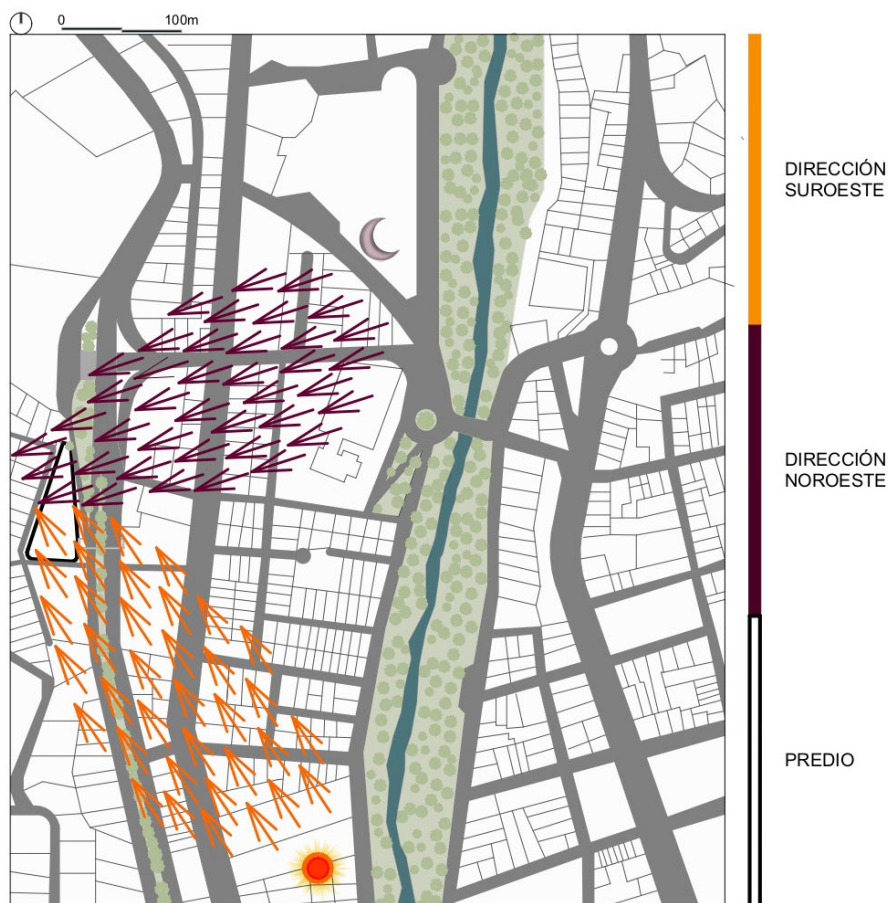 0 100m
DIRECCIÓN
SUROESTE
DIRECCIÓN
NOROESTE
PREDIO